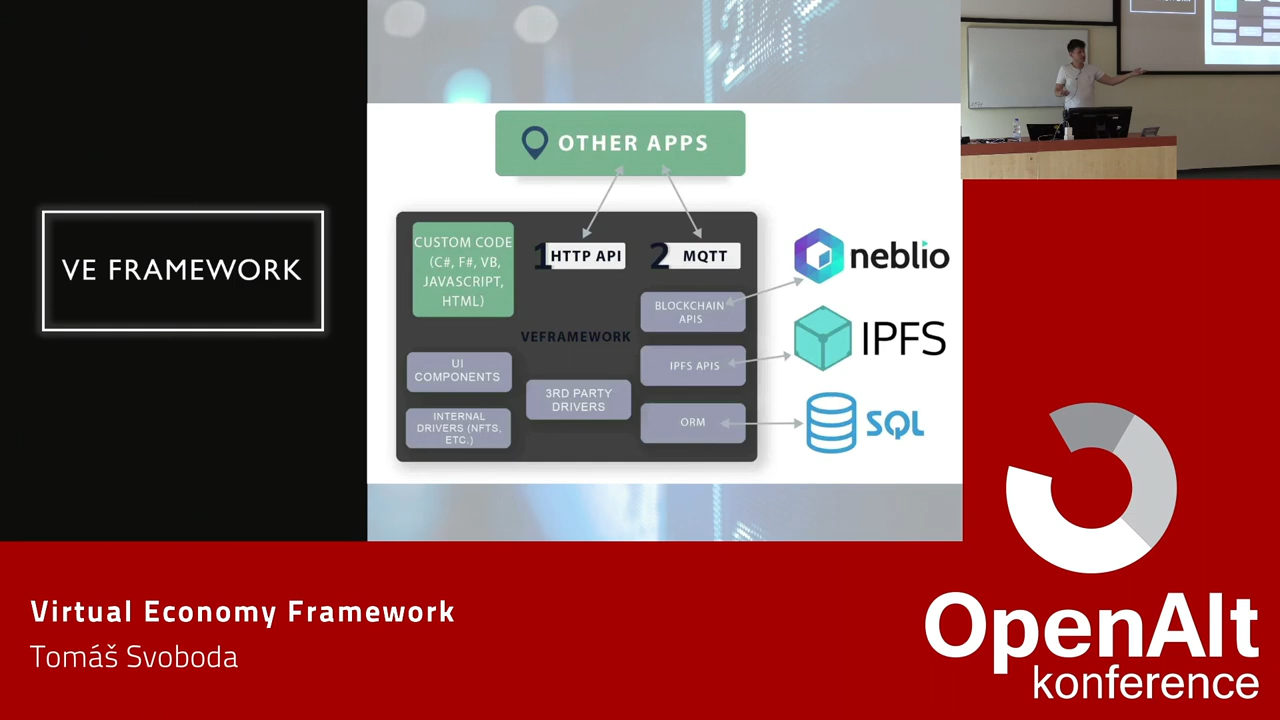 VE FRAMEWORK
OTHER APPS
CUSTOM CODE
(C#, F#, VB,
JAVASCRIPT,
HTML)
1 HTTP API
2 MQTT
BLOCKCHAIN
APIS
VEFRAMEWORK
IPFS APIS
UI
COMPONENTS
3RD PARTY
DRIVERS
INTERNAL
DRIVERS (NFTS,
ETC.)
ORM
neblio
IPFS
SQL
Virtual Economy Framework
Tomáš Svoboda
OpenAlt
konference